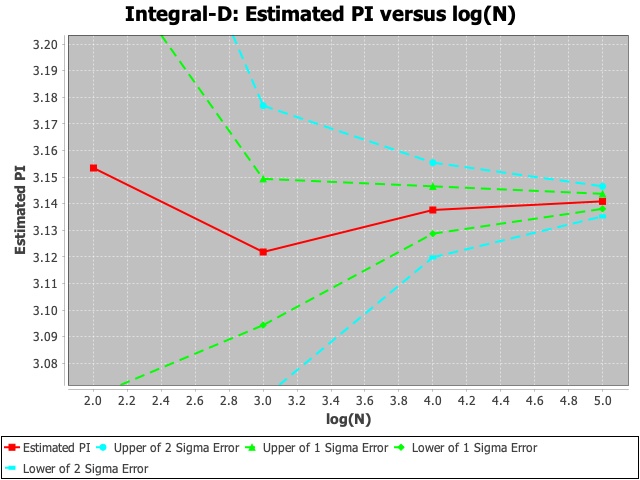 Integral-D: Estimated PI versus log(N)
3.20
3.19
3.18
3.17
3.16
3.15
3.14
3.13
3.12
3.11
3.10
3.09
3.08
Estimated PI
2.0 2.2 2.4 2.6 2.8 3.0 3.2 3.4 3.6 3.8 4.0 4.2 4.4 4.6 4.8 5.0
log(N)
Estimated PI Upper of 2 Sigma Error Upper of 1 Sigma Error Lower of 1 Sigma Error
Lower of 2 Sigma Error